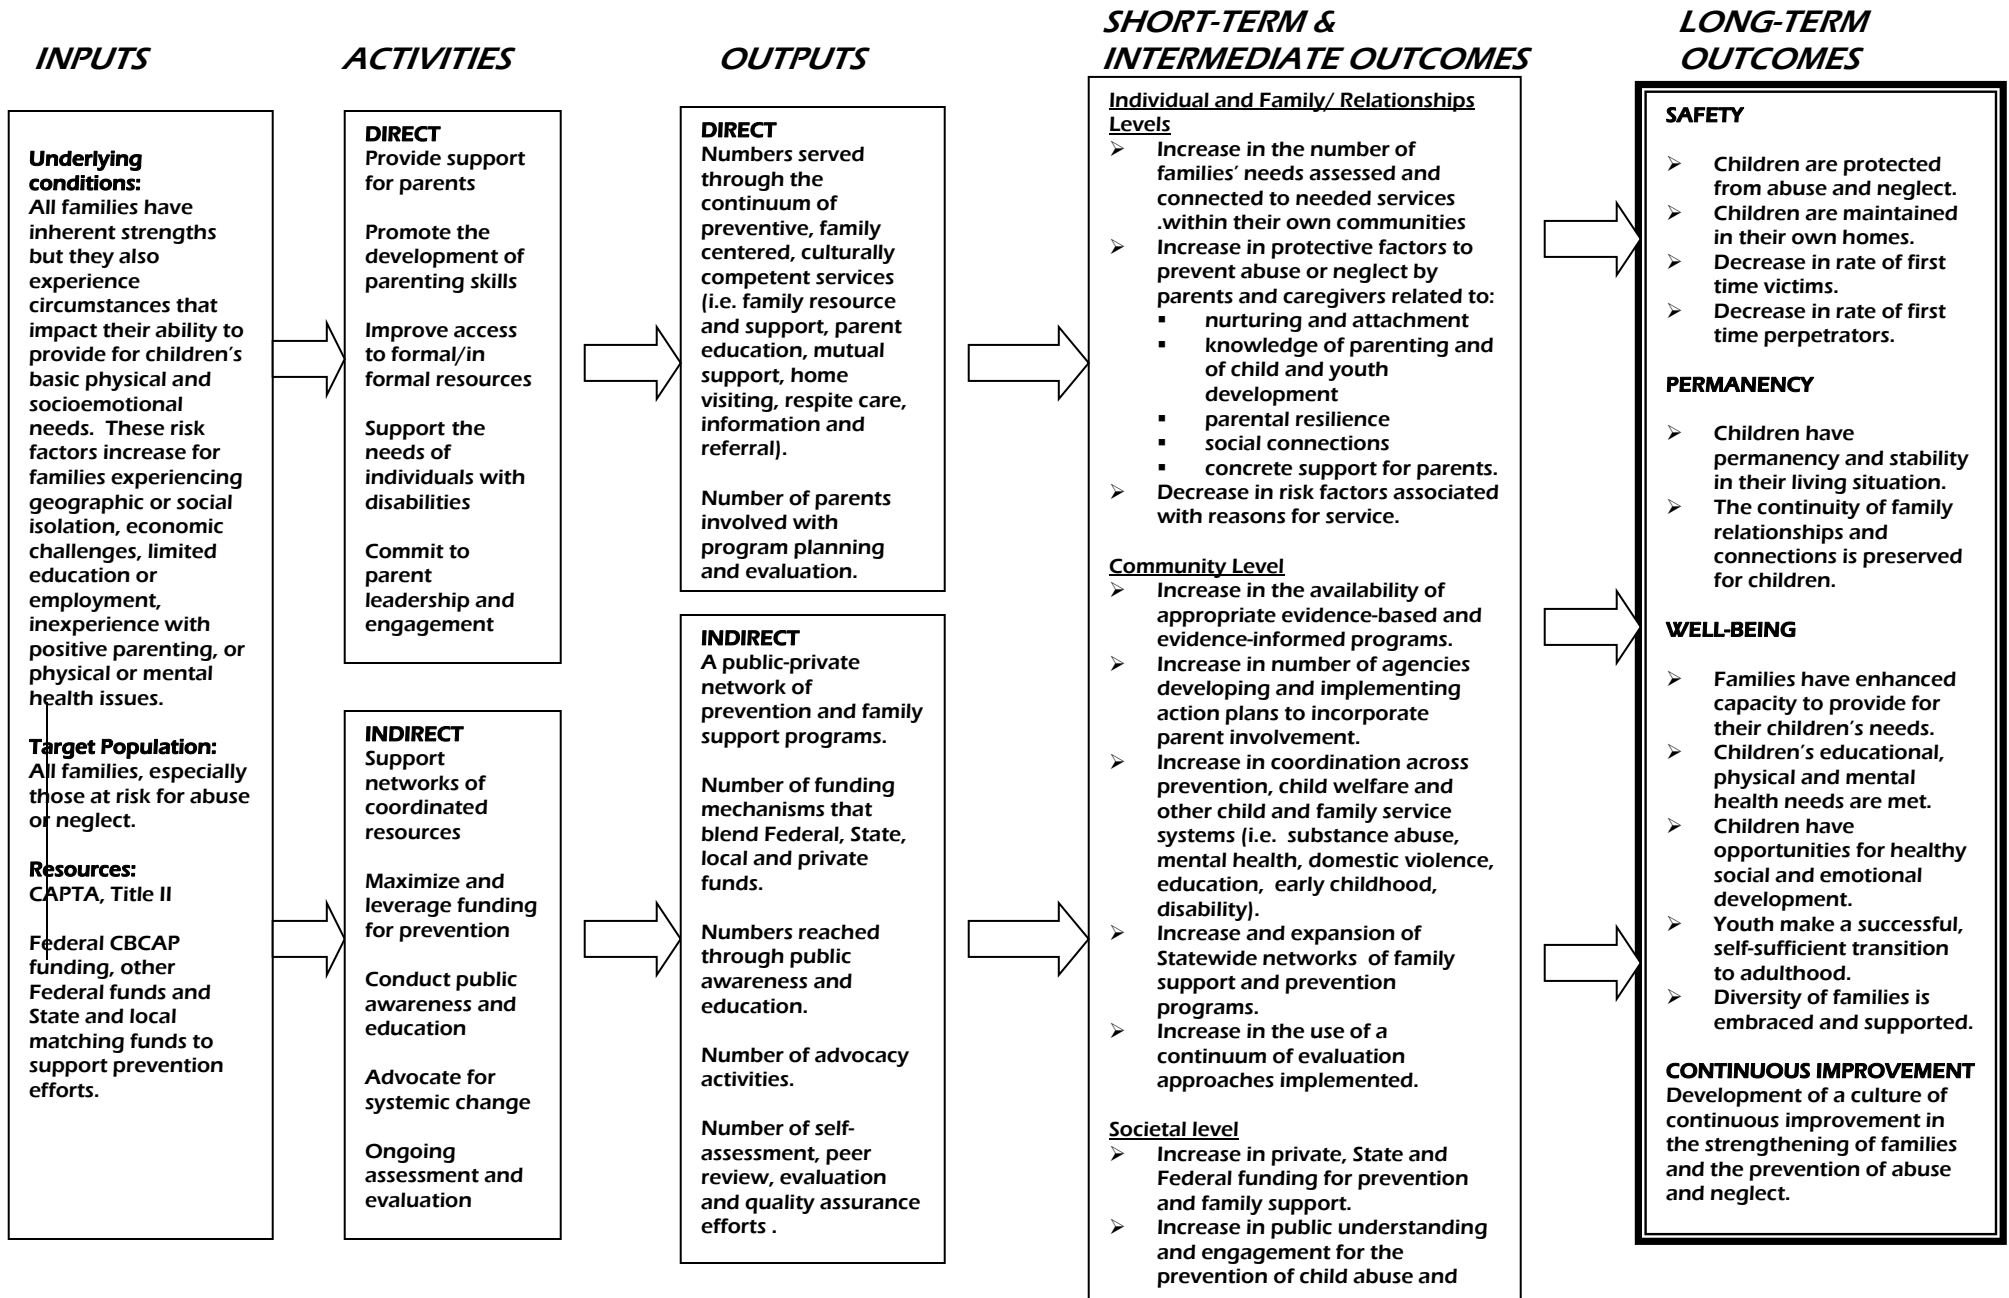 INPUTS
ACTIVITIES
OUTPUTS
SHORT-TERM &
INTERMEDIATE OUTCOMES
LONG-TERM
OUTCOMES
Underlying
conditions:
All families have
inherent strengths
but they also
experience
circumstances that
impact their ability to
provide for children’s
basic physical and
socioemotional
needs.  These risk
factors increase for
families experiencing
geographic or social
isolation, economic
challenges, limited
education or
employment,
inexperience with
positive parenting, or
physical or mental
health issues.
Target Population:
All families, especially
those at risk for abuse
or neglect.
Resources:
CAPTA, Title II
Federal CBCAP
funding, other
Federal funds and
State and local
matching funds to
support prevention
efforts.
DIRECT
Provide support
for parents
Promote the
development of
parenting skills
Improve access
to formal/in
formal resources
Support the
needs of
individuals with
disabilities
Commit to
parent
leadership and
engagement
INDIRECT
Support
networks of
coordinated
resources
Maximize and
leverage funding
for prevention
Conduct public
awareness and
education
Advocate for
systemic change
Ongoing
assessment and
evaluation
DIRECT
Numbers served
through the
continuum of
preventive, family
centered, culturally
competent services
(i.e. family resource
and support, parent
education, mutual
support, home
visiting, respite care,
information and
referral).
Number of parents
involved with
program planning
and evaluation.
INDIRECT
A public-private
network of
prevention and family
support programs.
Number of funding
mechanisms that
blend Federal, State,
local and private
funds.
Numbers reached
through public
awareness and
education.
Number of advocacy
activities.
Number of self-
assessment, peer
review, evaluation
and quality assurance
efforts .
Individual and Family/ Relationships
Levels
➢ Increase in the number of
families’ needs assessed and
connected to needed services
.within their own communities
➢ Increase in protective factors to
prevent abuse or neglect by
parents and caregivers related to:
▪ nurturing and attachment
▪ knowledge of parenting and
of child and youth
development
▪ parental resilience
▪ social connections
▪ concrete support for parents.
➢ Decrease in risk factors associated
with reasons for service.
Community Level
➢ Increase in the availability of
appropriate evidence-based and
evidence-informed programs.
➢ Increase in number of agencies
developing and implementing
action plans to incorporate
parent involvement.
➢ Increase in coordination across
prevention, child welfare and
other child and family service
systems (i.e.  substance abuse,
mental health, domestic violence,
education,  early childhood,
disability).
➢ Increase and expansion of
Statewide networks  of family
support and prevention
programs.
➢ Increase in the use of a
continuum of evaluation
approaches implemented.
Societal level
➢ Increase in private, State and
Federal funding for prevention
and family support.
➢ Increase in public understanding
and engagement for the
prevention of child abuse and
SAFETY
➢ Children are protected
from abuse and neglect.
➢ Children are maintained
in their own homes.
➢ Decrease in rate of first
time victims.
➢ Decrease in rate of first
time perpetrators.
PERMANENCY
➢ Children have
permanency and stability
in their living situation.
➢ The continuity of family
relationships and
connections is preserved
for children.
WELL-BEING
➢ Families have enhanced
capacity to provide for
their children’s needs.
➢ Children’s educational,
physical and mental
health needs are met.
➢ Children have
opportunities for healthy
social and emotional
development.
➢ Youth make a successful,
self-sufficient transition
to adulthood.
➢ Diversity of families is
embraced and supported.
CONTINUOUS IMPROVEMENT
Development of a culture of
continuous improvement in
the strengthening of families
and the prevention of abuse
and neglect.